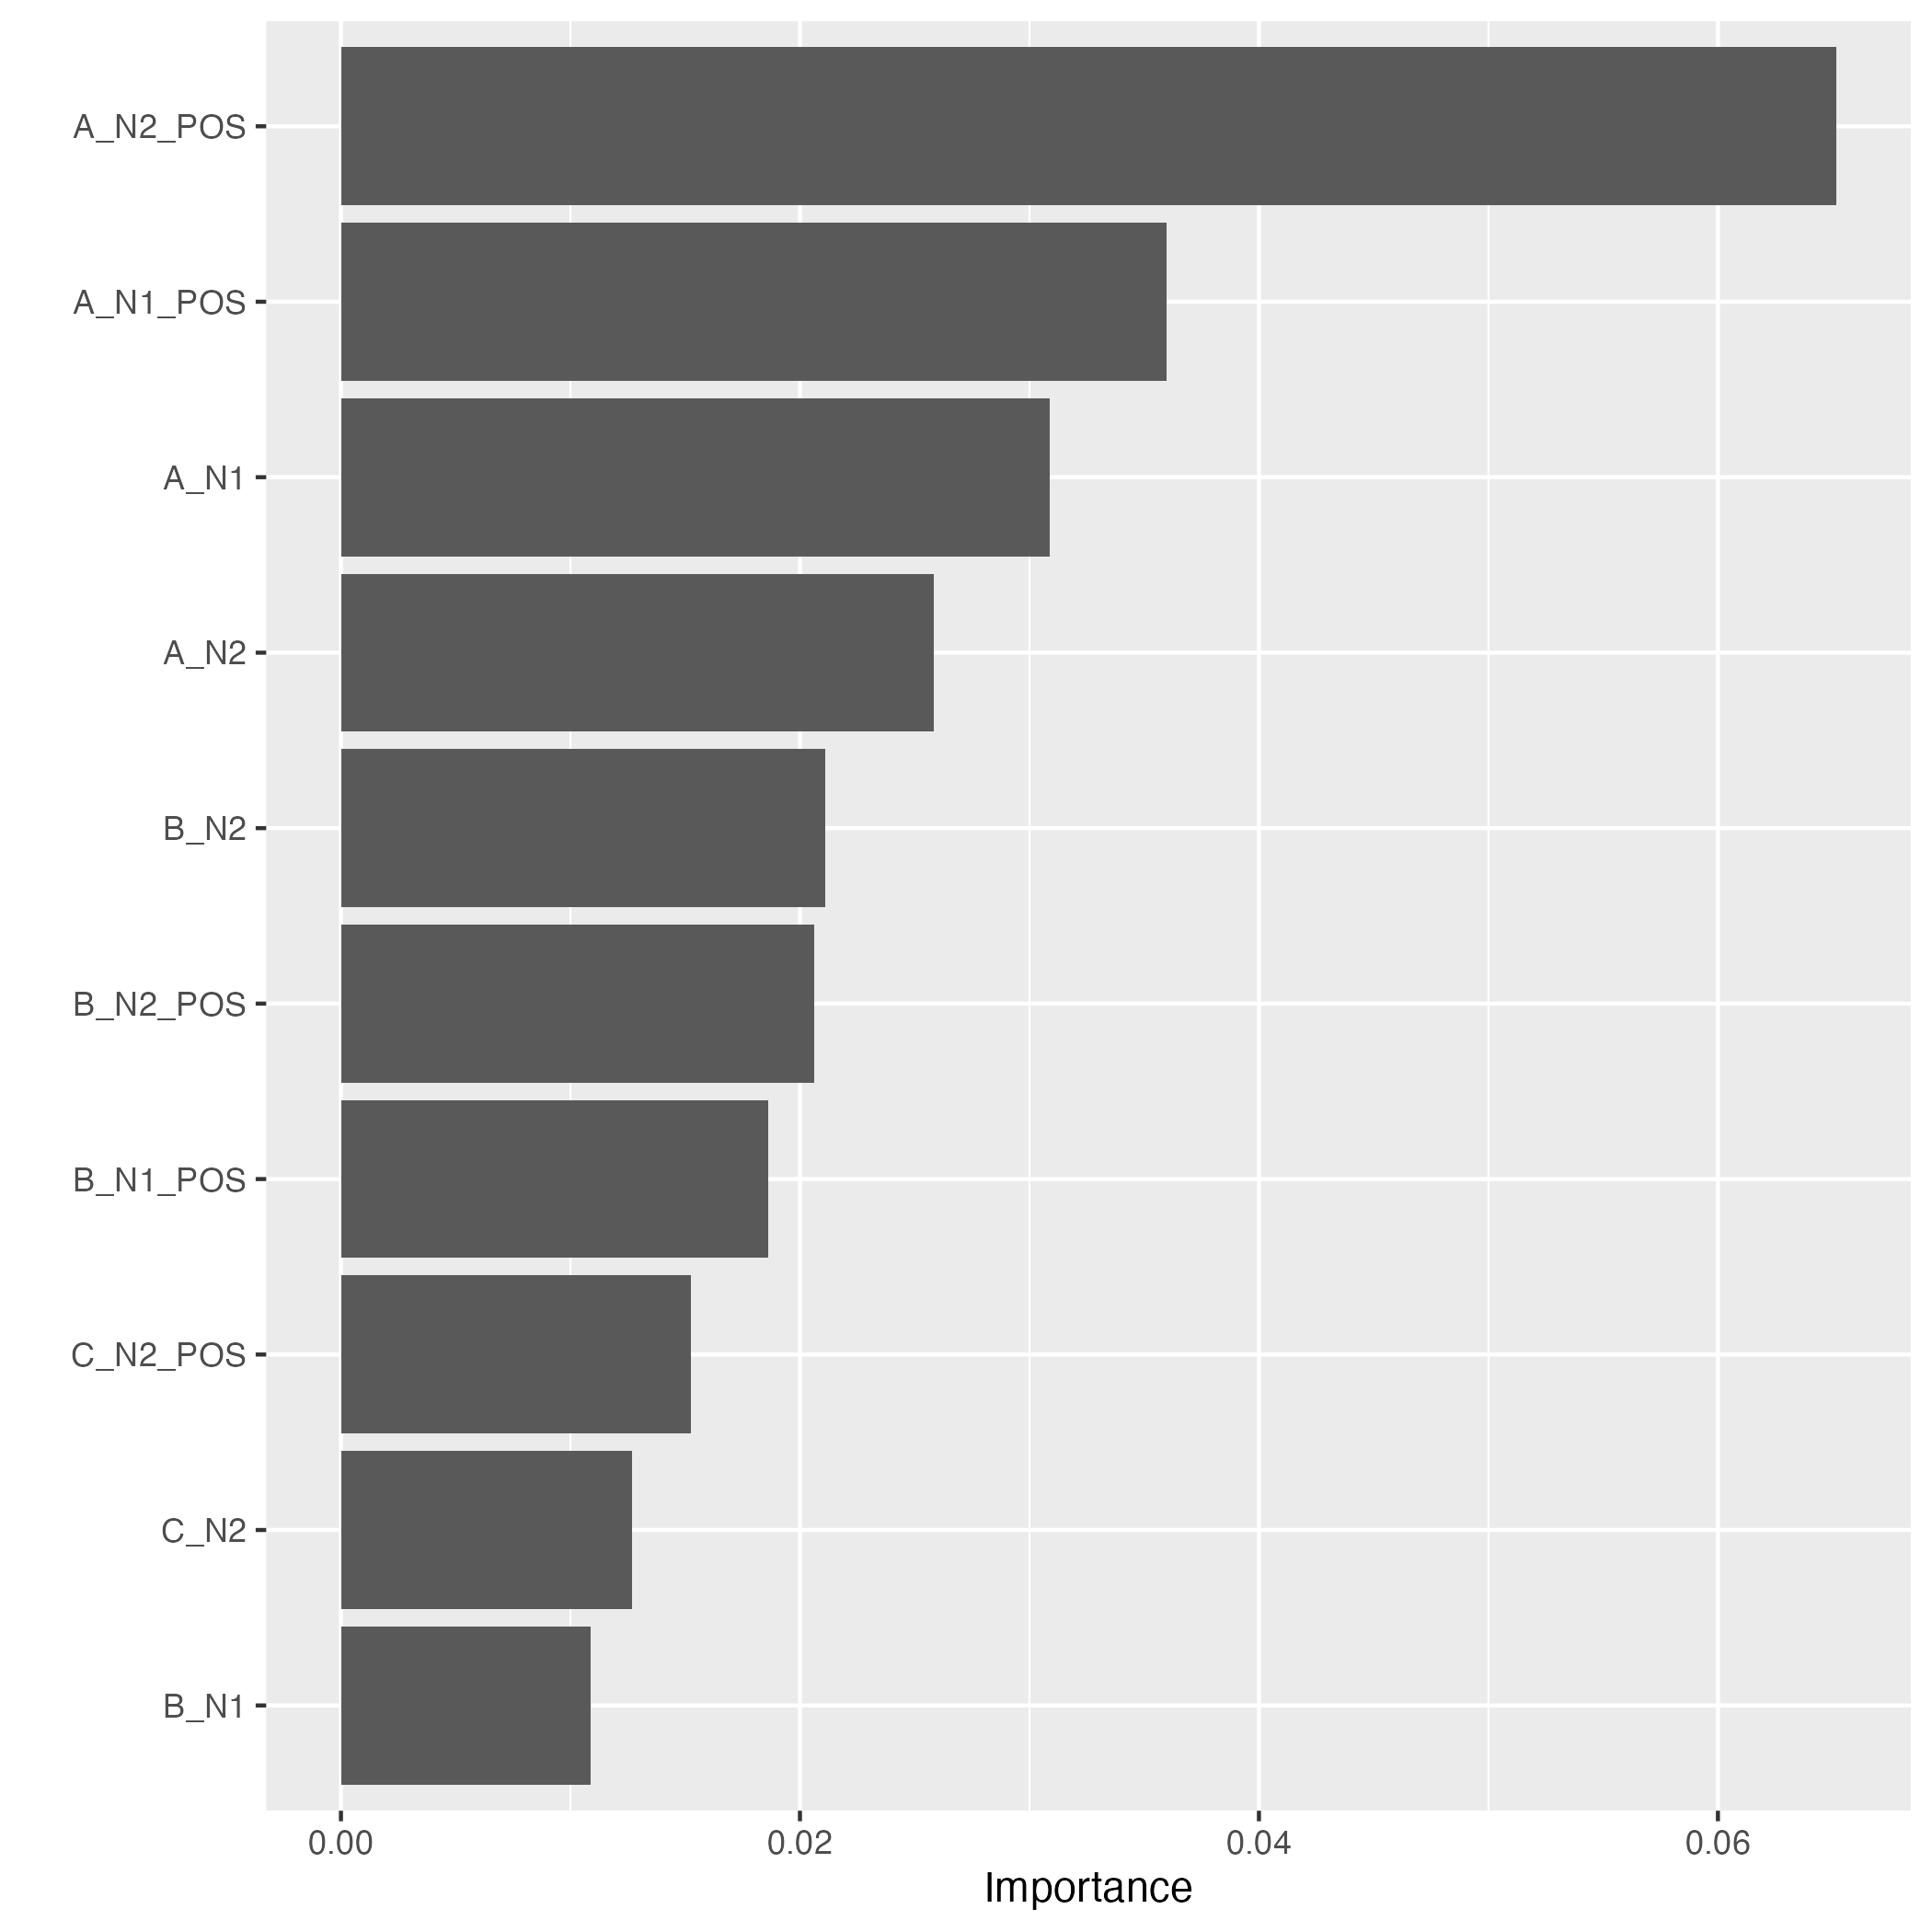 A_N2_POS
A_N1_POS
A_N1
A_N2
B_N2
B_N2_POS
B_N1_POS
C_N2_POS
C_N2
B_N1
0.00 0.02 0.04 0.06
Importance